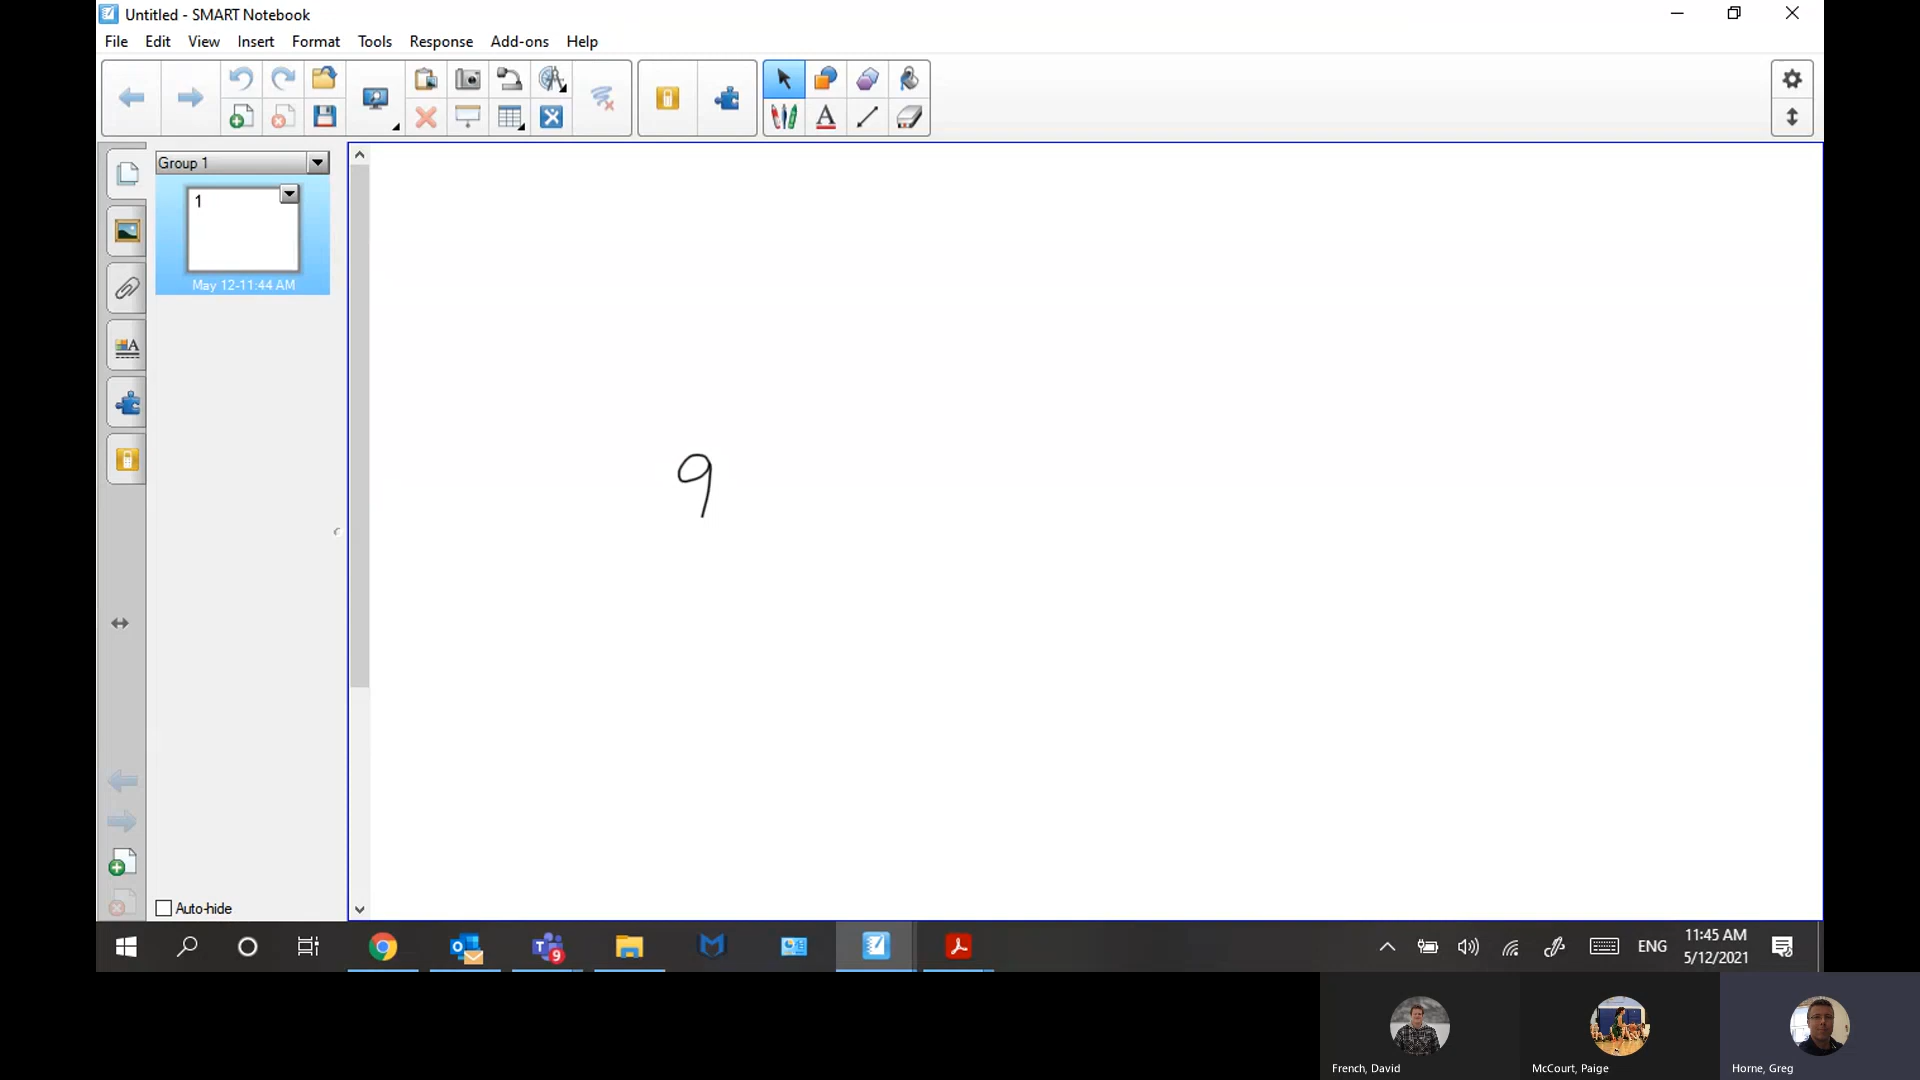 Untitled - SMART Notebook
File Edit View Insert Format Tools Response Add-ons Help
Group 1
1
May 12-11:44 AM
9
Auto-hide
9
ENG
11:45 AM
5/12/2021
French, David
McCourt, Paige
Horne, Greg